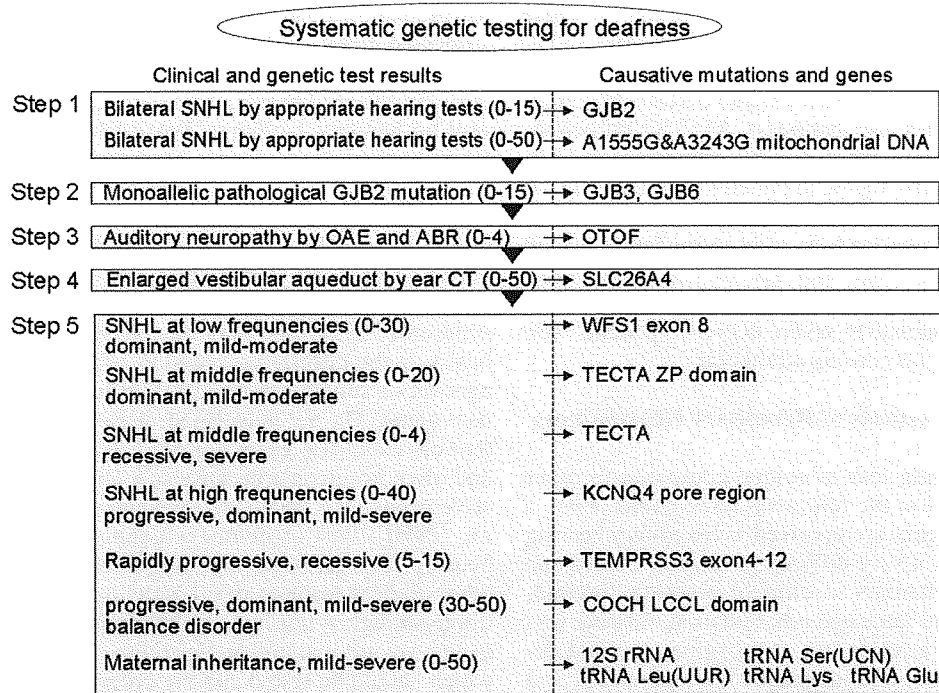 Systematic genetic testing for deafness
Clinical and genetic test results Causative mutations and genes
Step 1
Bilateral SNHL by appropriate hearing tests (0-15) → GJB2
Bilateral SNHL by appropriate hearing tests (0-50) → A1555G&A3243G mitochondrial DNA
Step 2 Monoallelic pathological GJB2 mutation (0-15) → GJB3, GJB6
Step 3 Auditory neuropathy by OAE and ABR (0-4) → OTOF
Step 4 Enlarged vestibular aqueduct by ear CT (0-50) → SLC26A4
Step 5 SNHL at low frequnencies (0-30) → WFS1 exon 8
dominant, mild-moderate
SNHL at middle frequnencies (0-20) → TECTA ZP domain
dominant, mild-moderate
SNHL at middle frequnencies (0-4) → TECTA
recessive, severe
SNHL at high frequnencies (0-40) → KCNQ4 pore region
progressive, dominant, mild-severe
Rapidly progressive, recessive (5-15) → TEMPRSS3 exon4-12
progressive, dominant, mild-severe (30-50) → COCH LCCL domain
balance disorder
Maternal inheritance, mild-severe (0-50) → 12S rRNA tRNA Ser(UCN)
tRNA Leu(UUR) tRNA Lys tRNA Glu